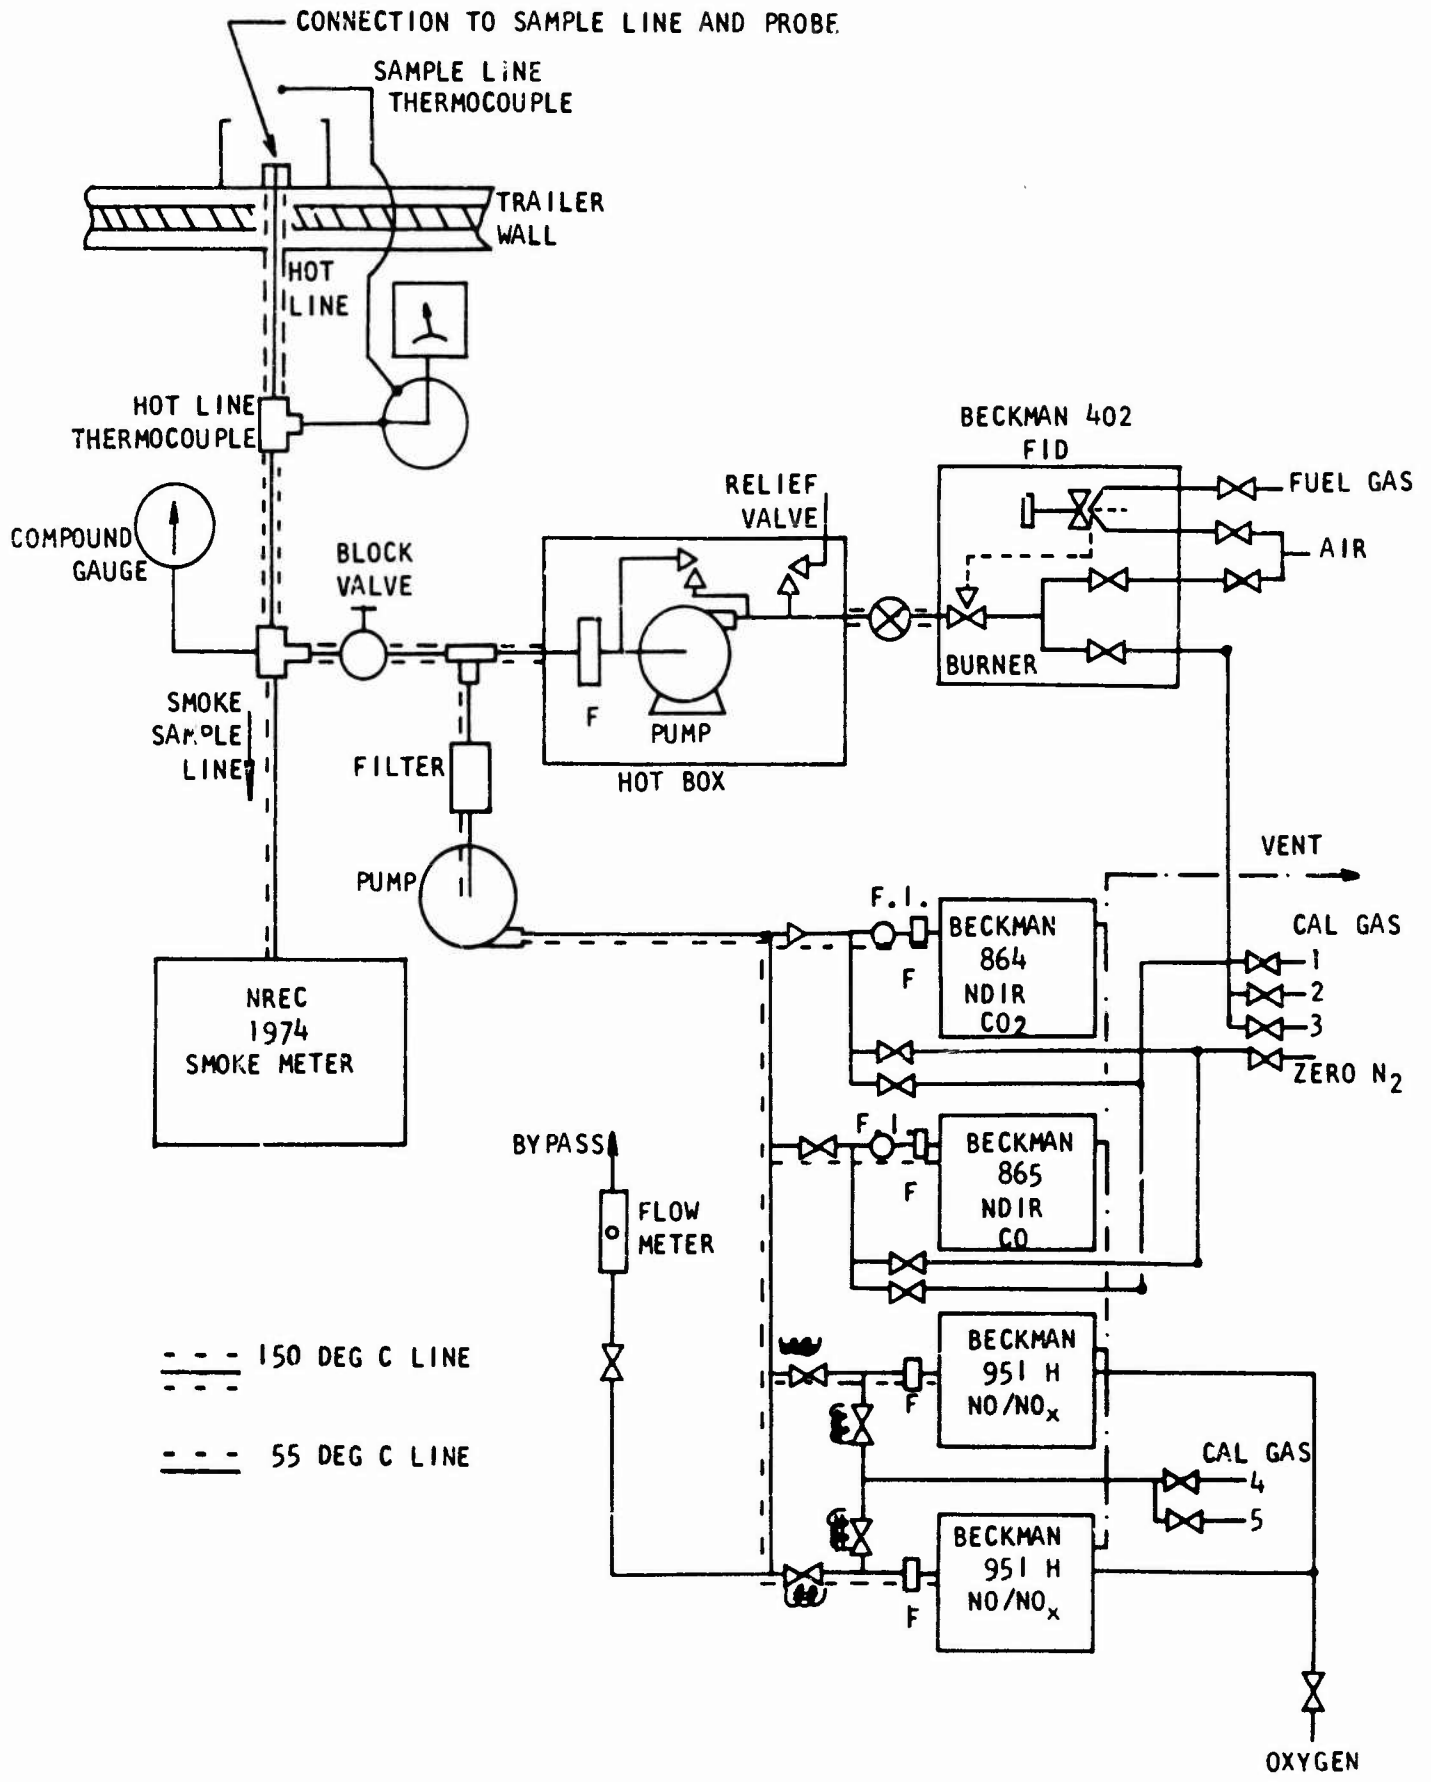 CONNECTION TO SAMPLE LINE AND PROBE
SAMPLE LINE
THERMOCOUPLE
TRAILER
WALL
HOT
LINE
HOT LINE
THERMOCOUPLE
COMPOUND
GAUGE
BLOCK
VALVE
RELIEF
VALVE
BECKMAN 402
FID
FUEL GAS
AIR
BURNER
F
PUMP
HOT BOX
SMOKE
SAMPLE
LINE
FILTER
PUMP
VENT
F.I.
BECKMAN
864
NDIR
CO2
F
CAL GAS
1
2
3
ZERO N2
NREC
1974
SMOKE METER
BYPASS
F.I.
BECKMAN
865
NDIR
CO
F
FLOW
METER
150 DEG C LINE
55 DEG C LINE
BECKMAN
951 H
NO/NOx
F
CAL GAS
4
5
BECKMAN
951 H
NO/NOx
F
OXYGEN